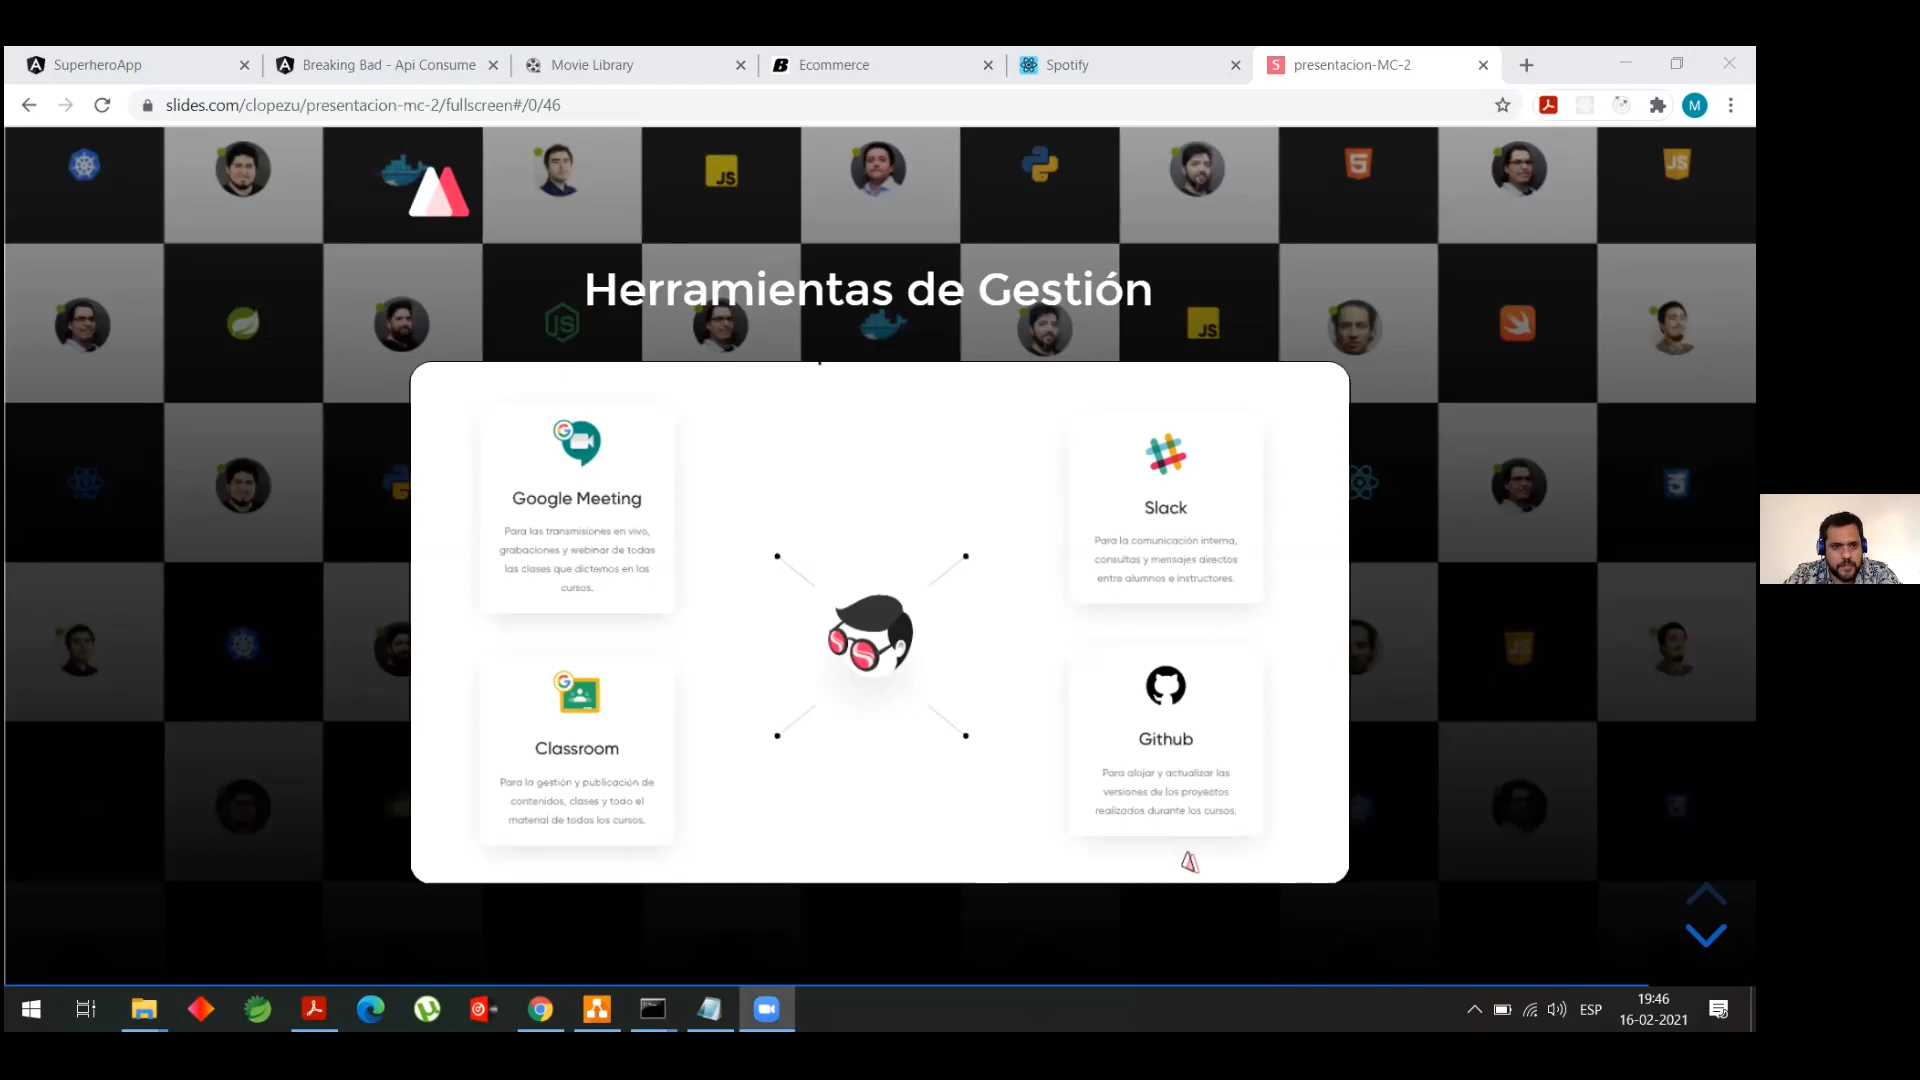 SuperheroApp
Breaking Bad - Api Consume
Movie Library
Ecommerce
Spotify
presentacion-MC-2
slides.com/clopezu/presentacion-mc-2/fullscreen#/0/46
M
Herramientas de Gestión
Google Meeting
Para las transmisiones en vivo,
grabaciones y webinar de todas
las clases que dictemos en los
cursos.
Slack
Para la comunicación interna,
consultas y mensajes directos
entre alumnos e instructores.
Classroom
Para la gestión y publicación de
contenidos, clases y todo el
material de todas los cursos.
Github
Para alojar y actualizar las
versiones de los proyectos
realizados durante los cursos.
ESP
19:46
16-02-2021